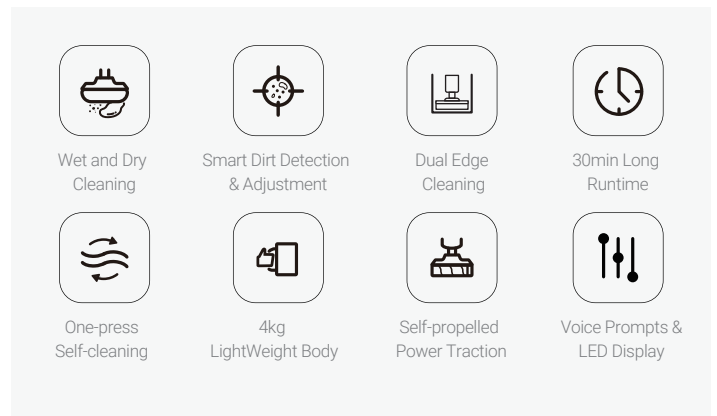 Wet and Dry
Cleaning
Smart Dirt Detection
& Adjustment
Dual Edge
Cleaning
30min Long
Runtime
One-press
Self-cleaning
4kg
LightWeight Body
Self-propelled
Power Traction
Voice Prompts &
LED Display